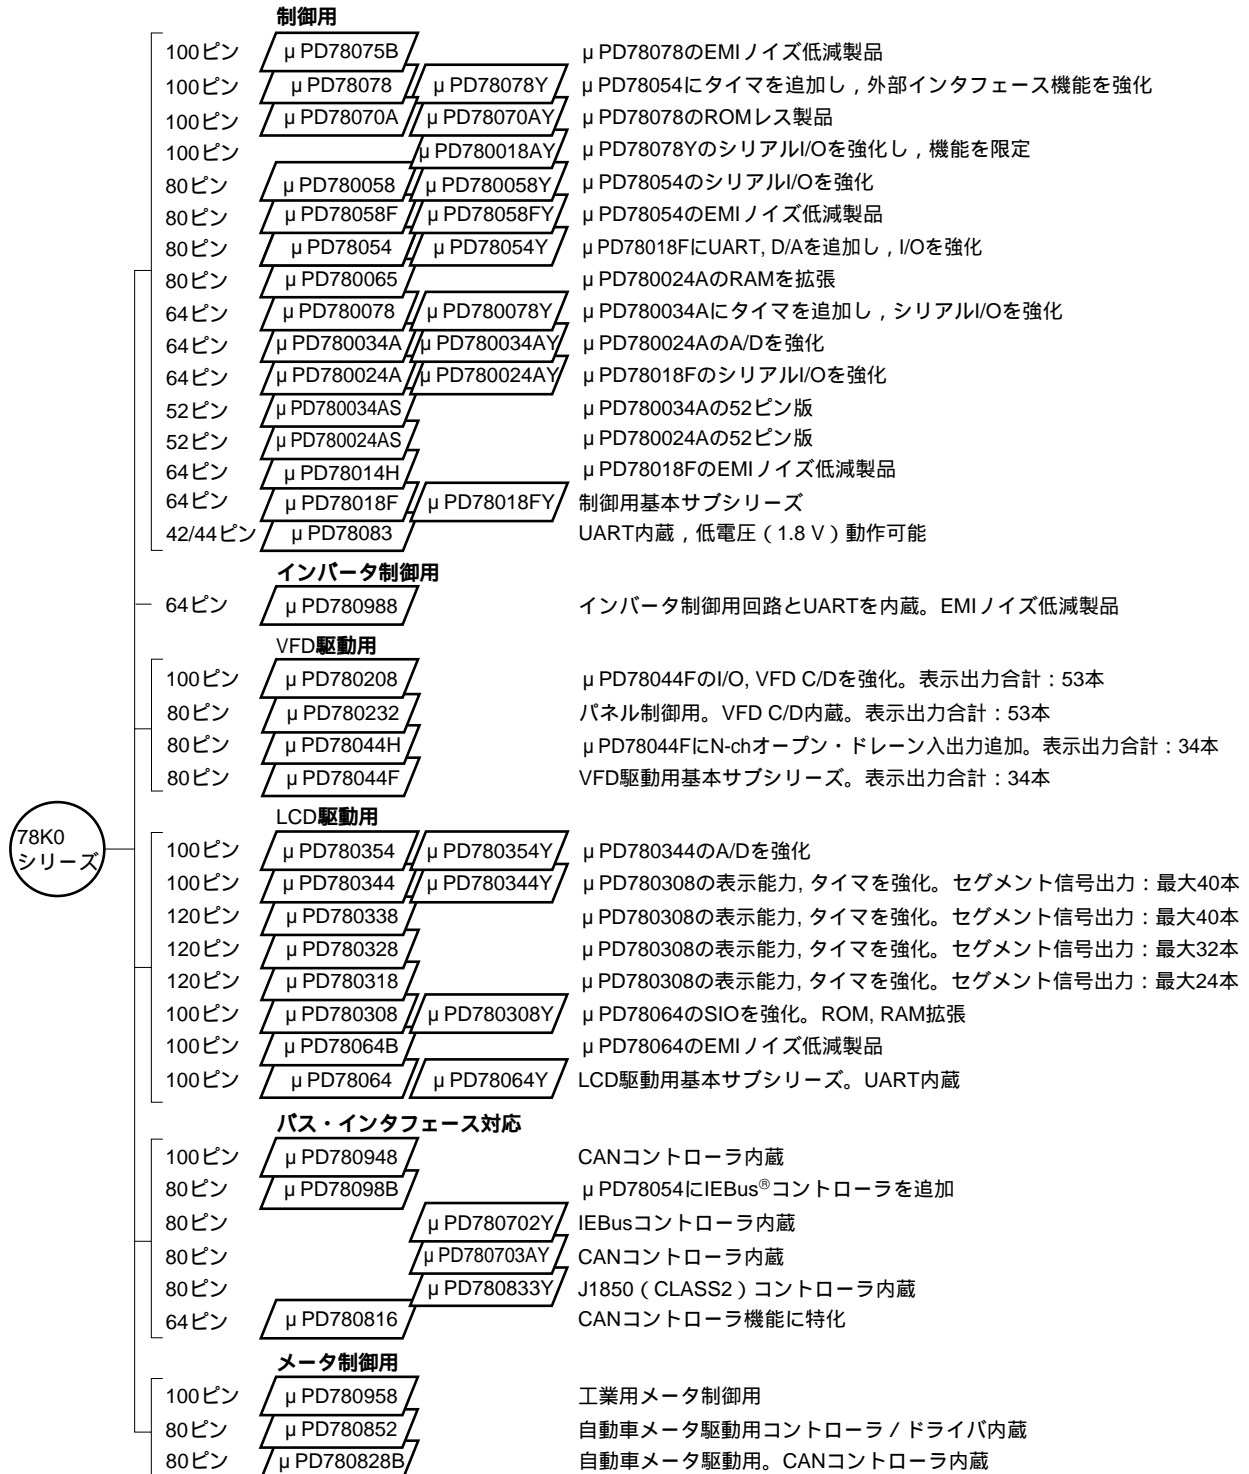 制御用
100ピン μPD78075B μPD78078のEMIノイズ低減製品
100ピン μPD78078 μPD78078Y μPD78054にタイマを追加し，外部インタフェース機能を強化
100ピン μPD78070A μPD78070AY μPD78078のROMレス製品
100ピン μPD780018AY μPD78078YのシリアルI/Oを強化し，機能を限定
80ピン μPD780058 μPD780058Y μPD78054のシリアルI/Oを強化
80ピン μPD78058F μPD78058FY μPD78054のEMIノイズ低減製品
80ピン μPD78054 μPD78054Y μPD78018FにUART, D/Aを追加し，I/Oを強化
80ピン μPD780065 μPD780024AのRAMを拡張
64ピン μPD780078 μPD780078Y μPD780034Aにタイマを追加し，シリアルI/Oを強化
64ピン μPD780034A μPD780034AY μPD780024AのA/Dを強化
64ピン μPD780024A μPD780024AY μPD78018FのシリアルI/Oを強化
52ピン μPD780034AS μPD780034Aの52ピン版
52ピン μPD780024AS μPD780024Aの52ピン版
64ピン μPD78014H μPD78018FのEMIノイズ低減製品
64ピン μPD78018F μPD78018FY 制御用基本サブシリーズ
42/44ピン μPD78083 UART内蔵，低電圧（1.8 V）動作可能
インバータ制御用
64ピン μPD780988 インバータ制御用回路とUARTを内蔵。EMIノイズ低減製品
VFD駆動用
100ピン μPD780208 μPD78044FのI/O, VFD C/Dを強化。表示出力合計：53本
80ピン μPD780232 パネル制御用。VFD C/D内蔵。表示出力合計：53本
80ピン μPD78044H μPD78044FにN-chオープン・ドレーン入出力追加。表示出力合計：34本
80ピン μPD78044F VFD駆動用基本サブシリーズ。表示出力合計：34本
78K0
シリーズ
LCD駆動用
100ピン μPD780354 μPD780354Y μPD780344のA/Dを強化
100ピン μPD780344 μPD780344Y μPD780308の表示能力, タイマを強化。セグメント信号出力：最大40本
120ピン μPD780338 μPD780308の表示能力, タイマを強化。セグメント信号出力：最大40本
120ピン μPD780328 μPD780308の表示能力, タイマを強化。セグメント信号出力：最大32本
120ピン μPD780318 μPD780308の表示能力, タイマを強化。セグメント信号出力：最大24本
100ピン μPD780308 μPD780308Y μPD78064のSIOを強化。ROM, RAM拡張
100ピン μPD78064B μPD78064のEMIノイズ低減製品
100ピン μPD78064 μPD78064Y LCD駆動用基本サブシリーズ。UART内蔵
バス・インタフェース対応
100ピン μPD780948 CANコントローラ内蔵
80ピン μPD78098B μPD78054にIEBus®コントローラを追加
80ピン μPD780702Y IEBusコントローラ内蔵
80ピン μPD780703AY CANコントローラ内蔵
80ピン μPD780833Y J1850（CLASS2）コントローラ内蔵
64ピン μPD780816 CANコントローラ機能に特化
メータ制御用
100ピン μPD780958 工業用メータ制御用
80ピン μPD780852 自動車メータ駆動用コントローラ／ドライバ内蔵
80ピン μPD780828B 自動車メータ駆動用。CANコントローラ内蔵